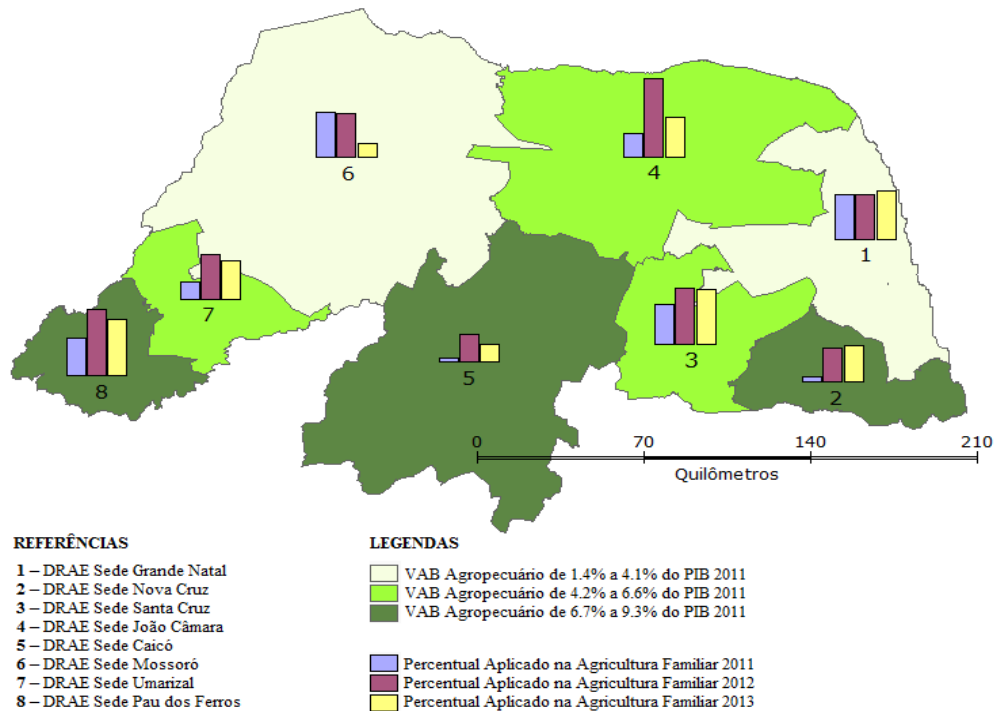 6
4
1
7
8
5
3
2
0 70 140 210
Quilômetros
REFERÊNCIAS
1 – DRAE Sede Grande Natal
2 – DRAE Sede Nova Cruz
3 – DRAE Sede Santa Cruz
4 – DRAE Sede João Câmara
5 – DRAE Sede Caicó
6 – DRAE Sede Mossoró
7 – DRAE Sede Umarizal
8 – DRAE Sede Pau dos Ferros
LEGENDAS
VAB Agropecuário de 1.4% a 4.1% do PIB 2011
VAB Agropecuário de 4.2% a 6.6% do PIB 2011
VAB Agropecuário de 6.7% a 9.3% do PIB 2011
Percentual Aplicado na Agricultura Familiar 2011
Percentual Aplicado na Agricultura Familiar 2012
Percentual Aplicado na Agricultura Familiar 2013